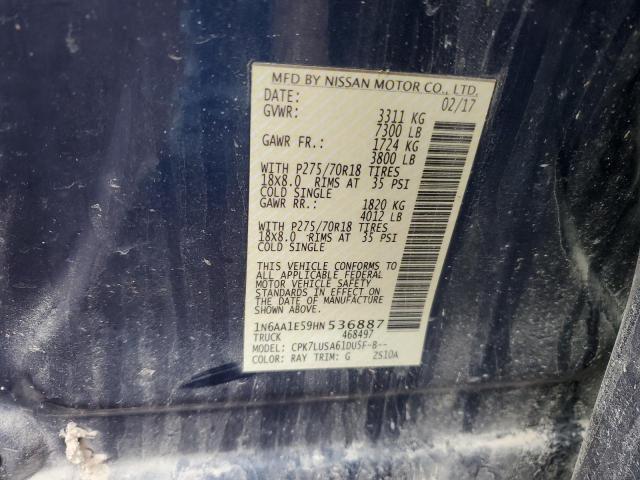 MFD BY NISSAN MOTOR CO., LTD.
DATE: 02/17
GVWR: 3311 KG
7300 LB
GAWR FR.: 1724 KG
3800 LB
WITH P275/70R18 TIRES
18X8.0 RIMS AT 35 PSI
COLD SINGLE
GAWR RR.: 1820 KG
4012 LB
WITH P275/70R18 TIRES
18X8.0 RIMS AT 35 PSI
COLD SINGLE
THIS VEHICLE CONFORMS TO
ALL APPLICABLE FEDERAL
MOTOR VEHICLE SAFETY
STANDARDS IN EFFECT ON
THE DATE OF MANUFACTURE
SHOWN ABOVE.
1N6AA1E59HN536887
TRUCK 468497
MODEL: CPK7LUSA61DU5F-B--
COLOR: RAY TRIM: G 2S10A